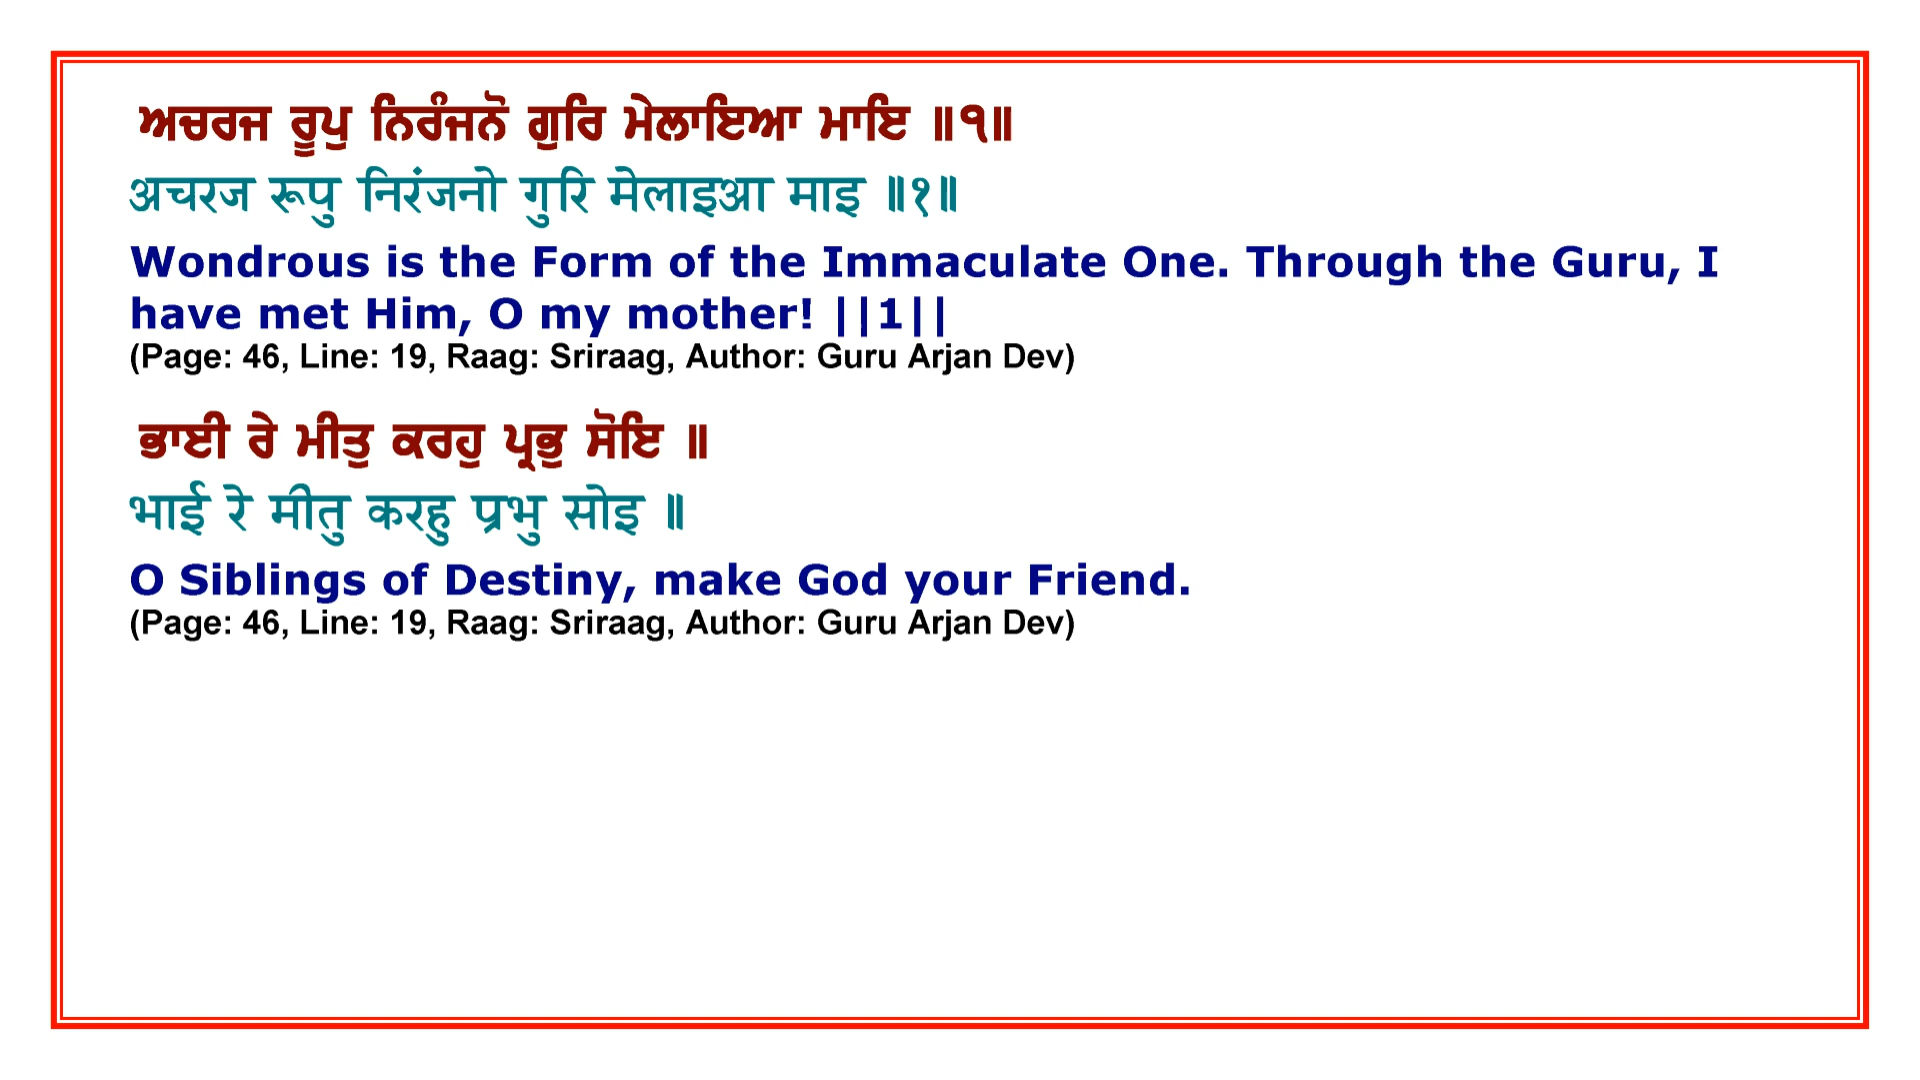 ਅਚਰਜ ਰੂਪੁ ਨਿਰੰਜਨੋ ਗੁਰਿ ਮੇਲਾਇਆ ਮਾਇ ॥੧॥
अचरज रूपु निरंजनो गुरि मेलाइआ माइ ॥१॥
Wondrous is the Form of the Immaculate One. Through the Guru, I
have met Him, O my mother! ||1||
(Page: 46, Line: 19, Raag: Sriraag, Author: Guru Arjan Dev)
ਭਾਈ ਰੇ ਮੀਤੁ ਕਰਹੁ ਪ੍ਰਭੁ ਸੋਇ ॥
भाई रे मीतु करहु प्रभु सोइ ॥
O Siblings of Destiny, make God your Friend.
(Page: 46, Line: 19, Raag: Sriraag, Author: Guru Arjan Dev)